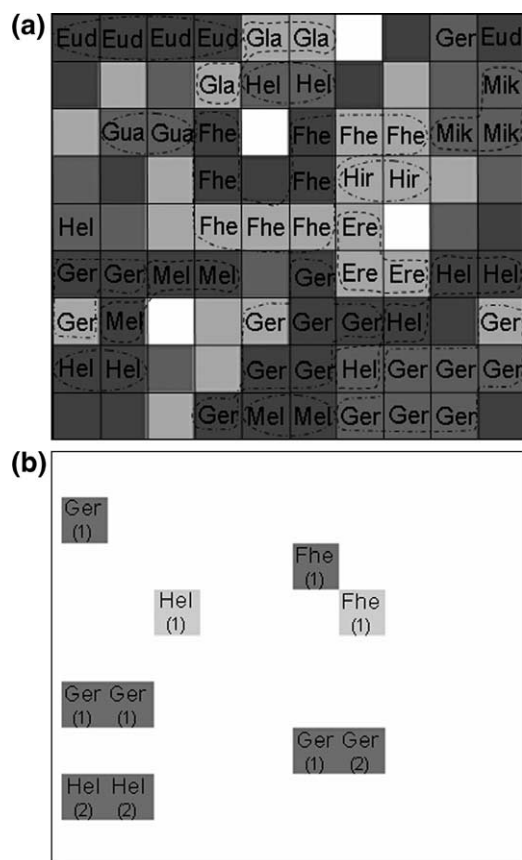 (a)
Eud Eud Eud Eud Gla Gla Ger Eud
Gla Hel Hel Mik
Gua Gua Fhe Fhe Fhe Fhe Mik Mik
Fhe Fhe Hir Hir
Hel Fhe Fhe Fhe Ere
Ger Ger Mel Mel Ger Ere Ere Hel Hel
Ger Mel Ger Ger Ger Hel Ger
Hel Hel Ger Ger Hel Ger Ger Ger
Ger Mel Mel Ger Ger Ger
(b)
Ger
(1)
Fhe
(1)
Hel Fhe
(1) (1)
Ger Ger
(1) (1)
Ger Ger
(1) (2)
Hel Hel
(2) (2)